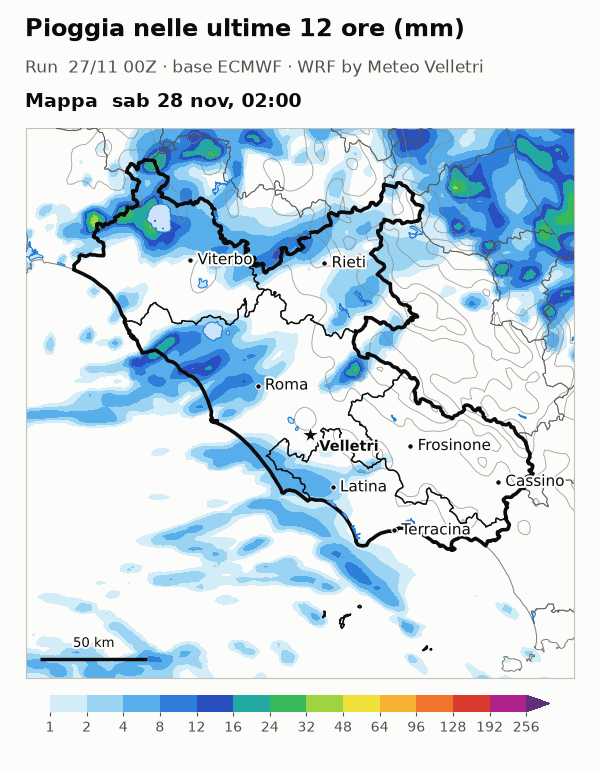 Pioggia nelle ultime 12 ore (mm)
Run  27/11 00Z · base ECMWF · WRF by Meteo Velletri
Mappa  sab 28 nov, 02:00
Viterbo
Rieti
Roma
Velletri
Frosinone
Latina
Cassino
Terracina
50 km
1 2 4 8 12 16 24 32 48 64 96 128 192 256